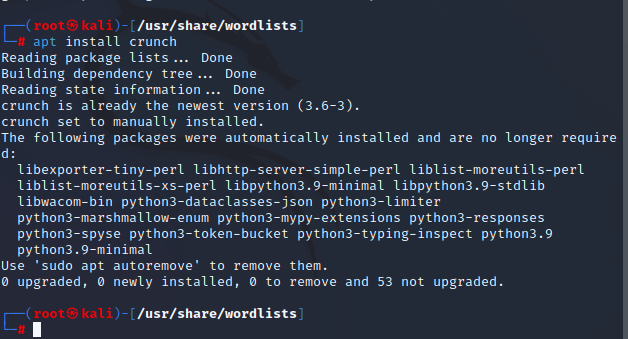 ┌──(root㉿kali)-[/usr/share/wordlists]
└─# apt install crunch
Reading package lists... Done
Building dependency tree... Done
Reading state information... Done
crunch is already the newest version (3.6-3).
crunch set to manually installed.
The following packages were automatically installed and are no longer require
d:
  libexporter-tiny-perl libhttp-server-simple-perl liblist-moreutils-perl
  liblist-moreutils-xs-perl libpython3.9-minimal libpython3.9-stdlib
  libwacom-bin python3-dataclasses-json python3-limiter
  python3-marshmallow-enum python3-mypy-extensions python3-responses
  python3-spyse python3-token-bucket python3-typing-inspect python3.9
  python3.9-minimal
Use 'sudo apt autoremove' to remove them.
0 upgraded, 0 newly installed, 0 to remove and 53 not upgraded.
┌──(root㉿kali)-[/usr/share/wordlists]
└─#